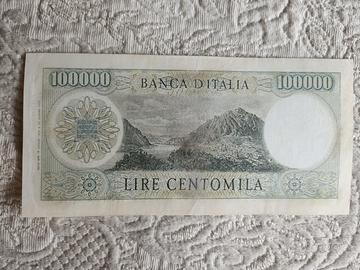 100000 BANCA D'ITALIA 100000
LIRE CENTOMILA